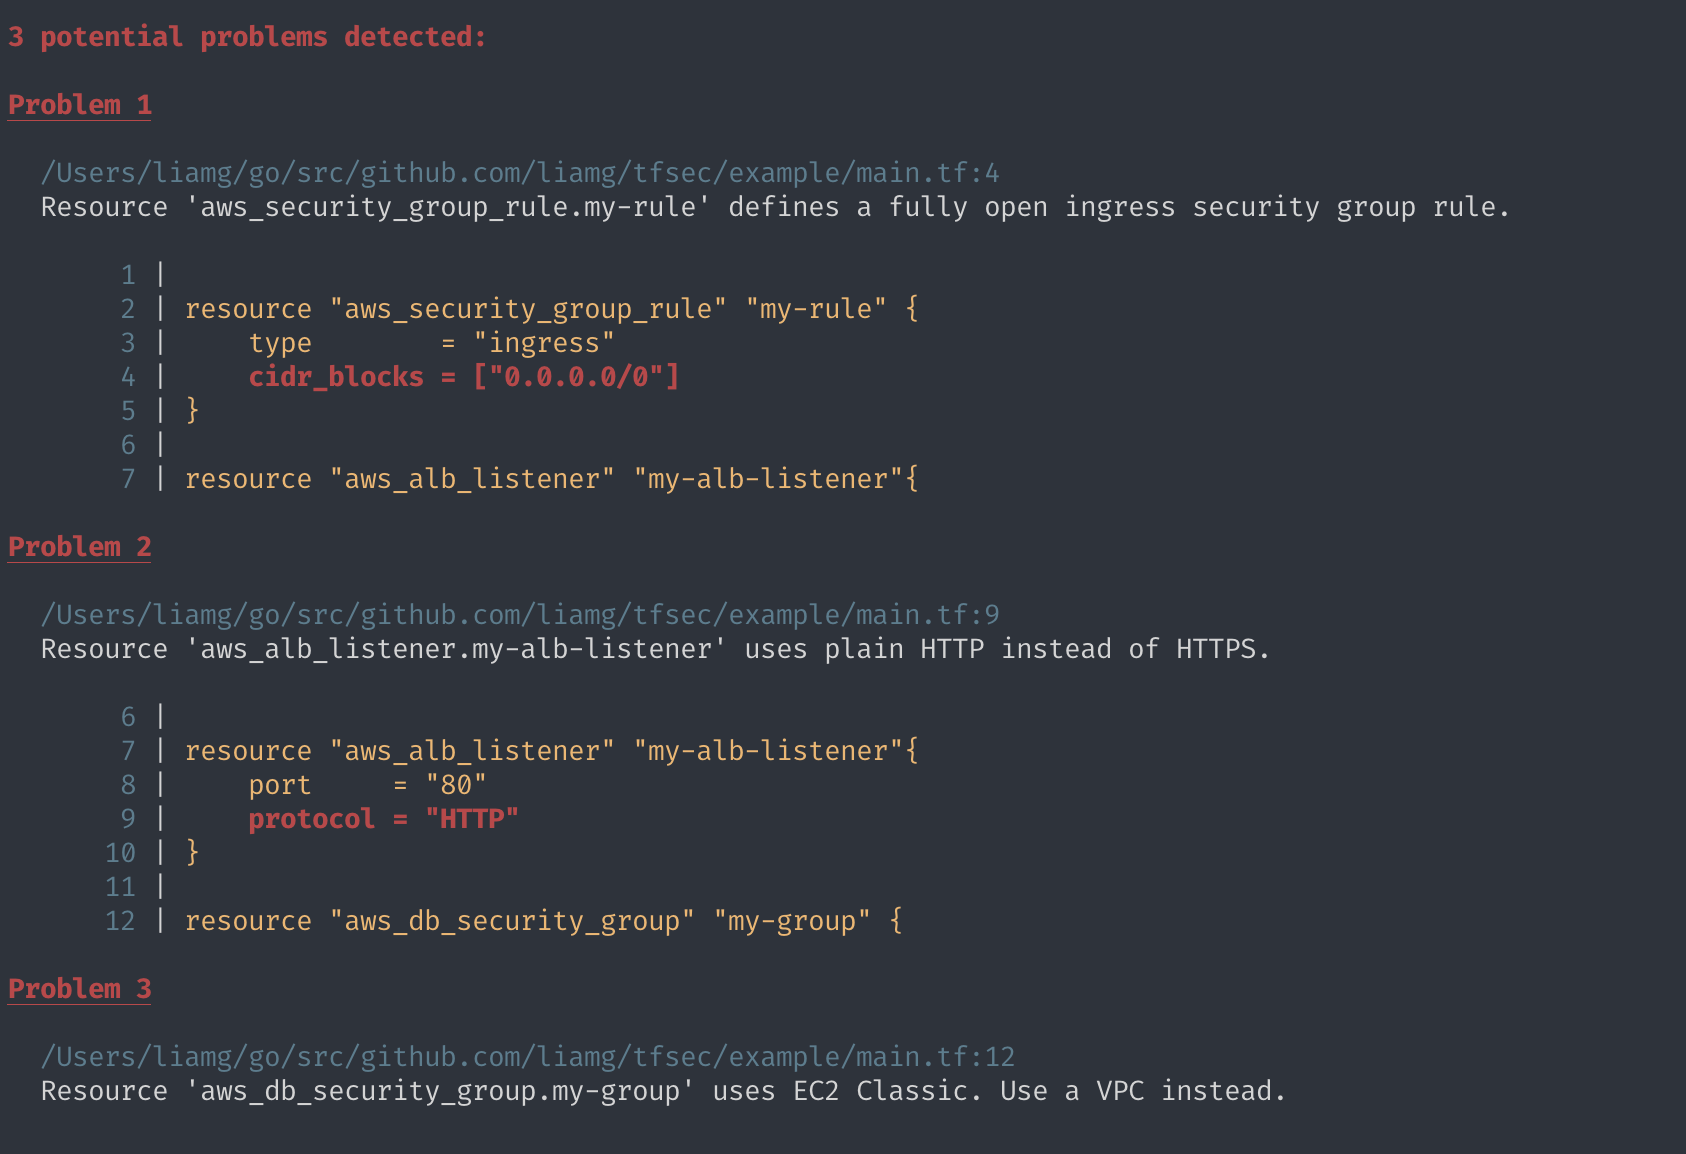 3 potential problems detected:
Problem 1
/Users/liamg/go/src/github.com/liamg/tfsec/example/main.tf:4
Resource 'aws_security_group_rule.my-rule' defines a fully open ingress security group rule.
1 |
2 | resource "aws_security_group_rule" "my-rule" {
3 |     type        = "ingress"
4 |     cidr_blocks = ["0.0.0.0/0"]
5 | }
6 |
7 | resource "aws_alb_listener" "my-alb-listener"{
Problem 2
/Users/liamg/go/src/github.com/liamg/tfsec/example/main.tf:9
Resource 'aws_alb_listener.my-alb-listener' uses plain HTTP instead of HTTPS.
6 |
7 | resource "aws_alb_listener" "my-alb-listener"{
8 |     port     = "80"
9 |     protocol = "HTTP"
10 | }
11 |
12 | resource "aws_db_security_group" "my-group" {
Problem 3
/Users/liamg/go/src/github.com/liamg/tfsec/example/main.tf:12
Resource 'aws_db_security_group.my-group' uses EC2 Classic. Use a VPC instead.